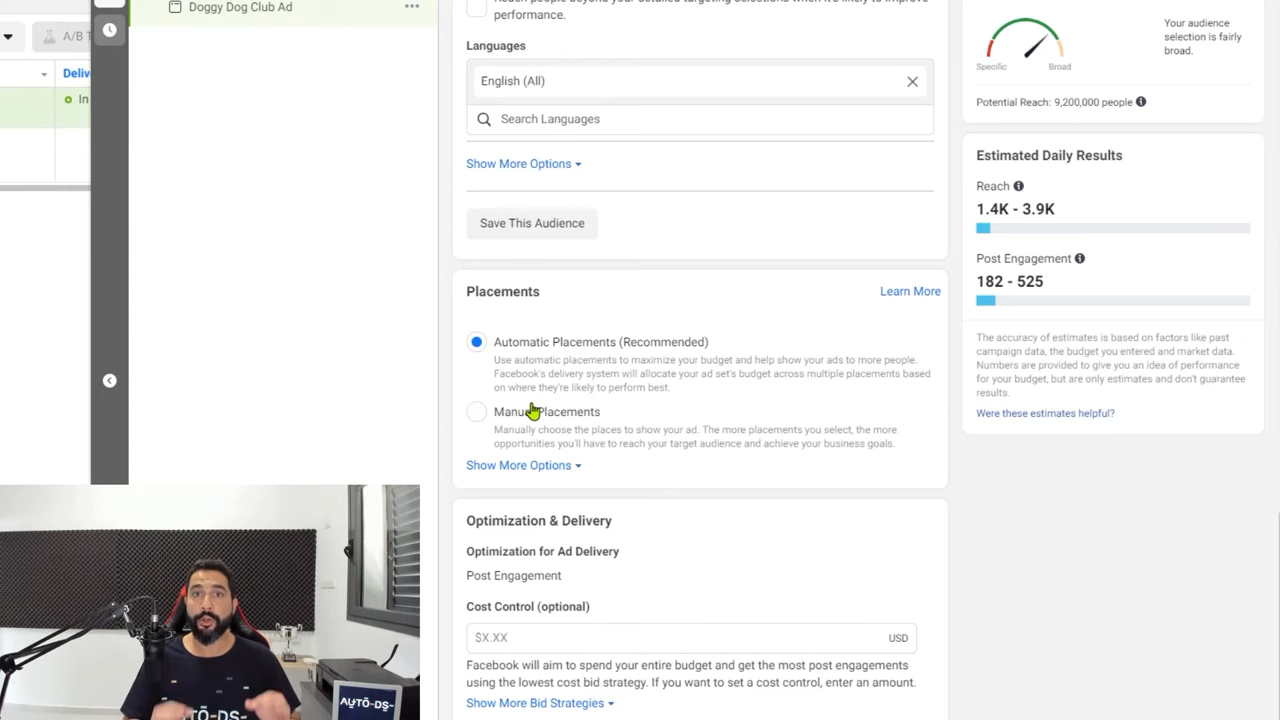 Doggy Dog Club Ad
A/B T
Deliv
In
performance.
Languages
English (All)
Search Languages
Show More Options
Save This Audience
Placements
Learn More
Automatic Placements (Recommended)
Use automatic placements to maximize your budget and help show your ads to more people.
Facebook's delivery system will allocate your ad set's budget across multiple placements based
on where they're likely to perform best.
Manual Placements
Manually choose the places to show your ad. The more placements you select, the more
opportunities you'll have to reach your target audience and achieve your business goals.
Show More Options
Optimization & Delivery
Optimization for Ad Delivery
Post Engagement
Cost Control (optional)
$X.XX
USD
Facebook will aim to spend your entire budget and get the most post engagements
using the lowest cost bid strategy. If you want to set a cost control, enter an amount.
Show More Bid Strategies
Specific
Broad
Your audience
selection is fairly
broad.
Potential Reach: 9,200,000 people
Estimated Daily Results
Reach
1.4K - 3.9K
Post Engagement
182 - 525
The accuracy of estimates is based on factors like past
campaign data, the budget you entered and market data.
Numbers are provided to give you an idea of performance
for your budget, but are only estimates and don't guarantee
results.
Were these estimates helpful?
TŌ-DS-
AUTŌ-DS-